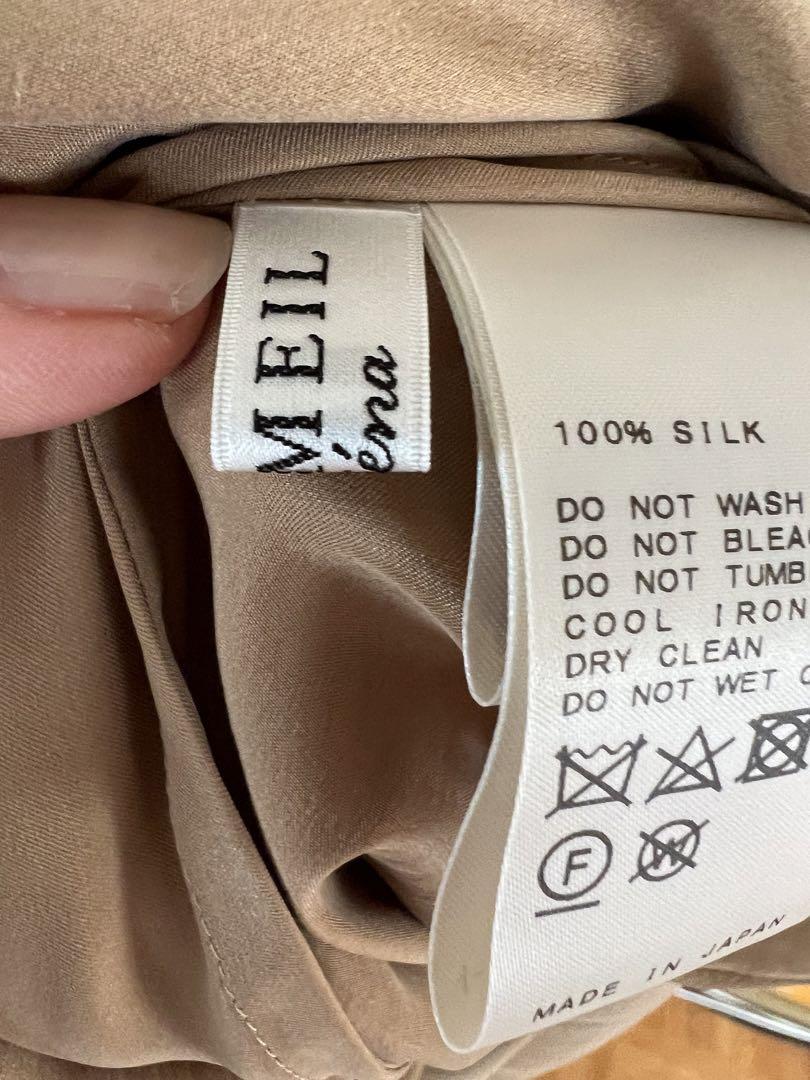 MEIL
éna
100% SILK
DO NOT WASH
DO NOT BLEA
DO NOT TUMB
COOL IRON
DRY CLEAN
DO NOT WET C
F
W
MADE IN JAPAN